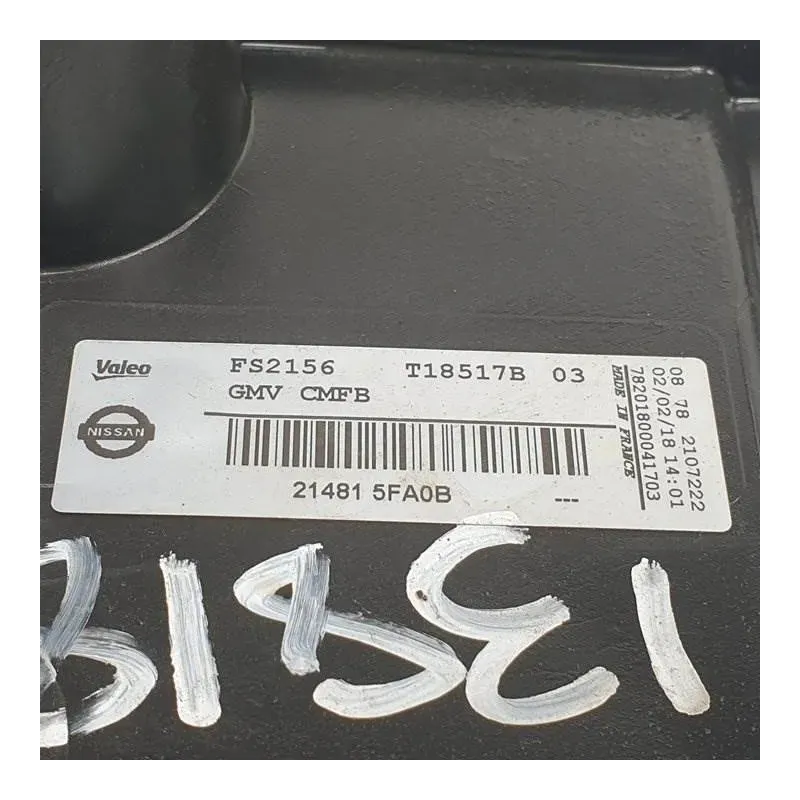 Valeo FS2156 T18517B 03
GMV CMFB
NISSAN
21481 5FA0B ---
08 78 2107222
02/02/18 14:01
78201800041703
MADE IN FRANCE